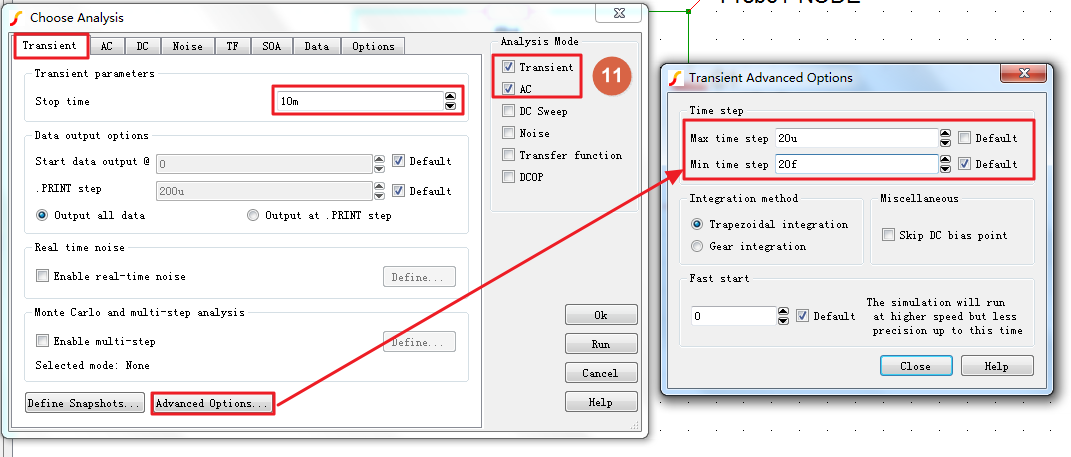 Probe1-NODE
Choose Analysis
Transient AC DC Noise TF SOA Data Options
Transient parameters
Stop time 10m
Data output options
Start data output @ 0 Default
.PRINT step 200u Default
Output all data Output at .PRINT step
Real time noise
Enable real-time noise Define...
Monte Carlo and multi-step analysis
Enable multi-step Define...
Selected mode: None
Define Snapshots... Advanced Options...
Analysis Mode
Transient
11
AC
DC Sweep
Noise
Transfer function
DCOP
Ok
Run
Cancel
Help
Transient Advanced Options
Time step
Max time step 20u Default
Min time step 20f Default
Integration method
Trapezoidal integration
Gear integration
Miscellaneous
Skip DC bias point
Fast start
0 Default
The simulation will run
at higher speed but less
precision up to this time
Close Help